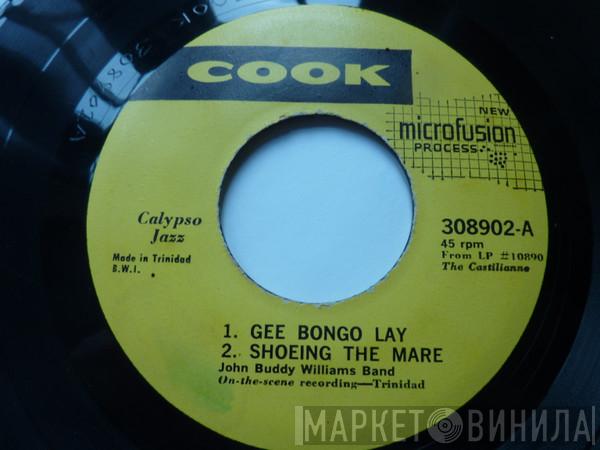 COOK
NEW
microfusion
PROCESS
Calypso
Jazz
Made in Trinidad
B.W.I.
308902-A
45 rpm
From LP #10890
The Castilianne
1. GEE BONGO LAY
2. SHOEING THE MARE
John Buddy Williams Band
On-the-scene recording—Trinidad
МАРКЕТ ВИНИЛА